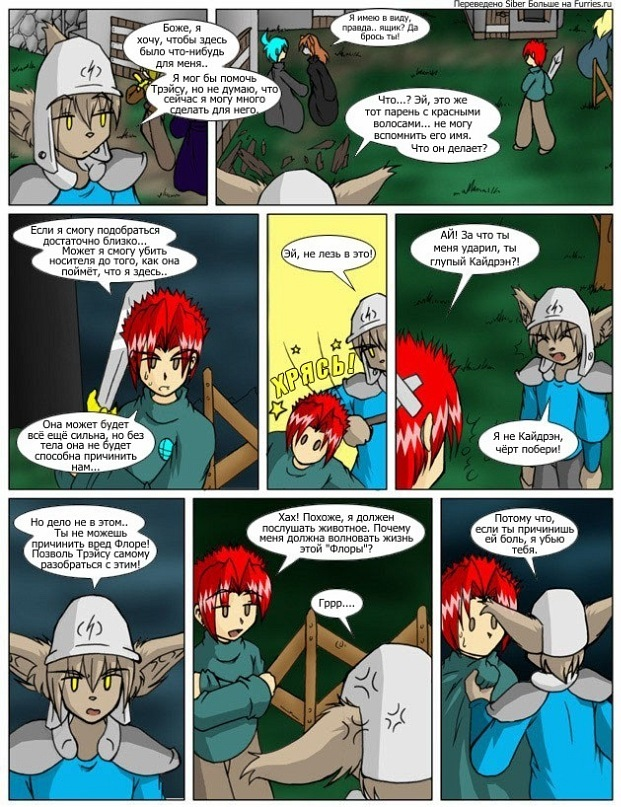 Переведено Siber Больше на Furries.ru
Боже, я
хочу, чтобы здесь
было что-нибудь
для меня..
Я мог бы помочь
Трэйсу, но не думаю, что
сейчас я могу много
сделать для него.
Я имею в виду,
правда.. ящик? Да
брось ты!
Что...? Эй, это же
тот парень с красными
волосами... не могу
вспомнить его имя.
Что он делает?
Если я смогу подобраться
достаточно близко...
Может я смогу убить
носителя до того, как она
поймёт, что я здесь..
Она может будет
всё ещё сильна, но без
тела она не будет
способна причинить
нам...
Эй, не лезь в это!
ХРЯСЬ!
АЙ! За что ты
меня ударил, ты
глупый Кайдрэн?!
Я не Кайдрэн,
чёрт побери!
Но дело не в этом..
Ты не можешь
причинить вред Флоре!
Позволь Трэйсу самому
разобраться с этим!
Хах! Похоже, я должен
послушать животное. Почему
меня должна волновать жизнь
этой "Флоры"?
Гррр....
Потому что,
если ты причинишь
ей боль, я убью
тебя.